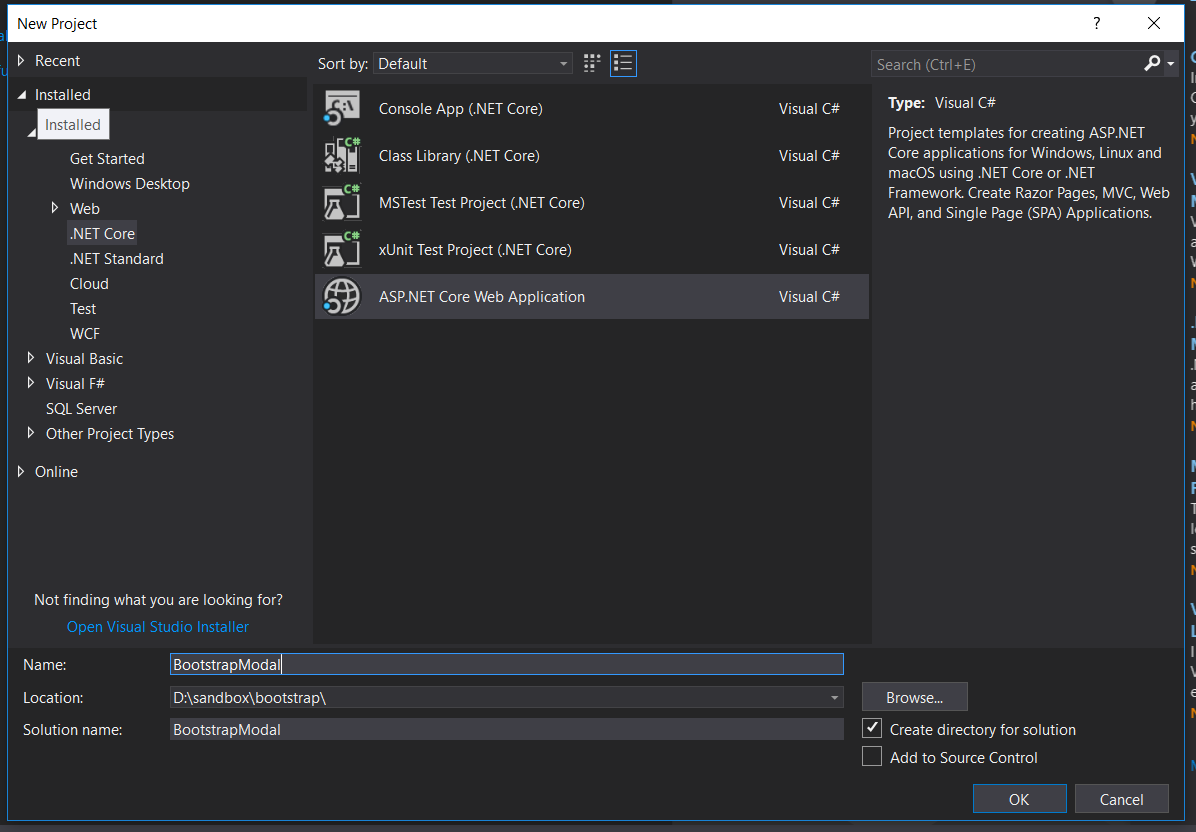 New Project
?
Recent
Installed
Installed
Get Started
Windows Desktop
Web
.NET Core
.NET Standard
Cloud
Test
WCF
Visual Basic
Visual F#
SQL Server
Other Project Types
Online
Not finding what you are looking for?
Open Visual Studio Installer
Sort by: Default
Console App (.NET Core) Visual C#
Class Library (.NET Core) Visual C#
MSTest Test Project (.NET Core) Visual C#
xUnit Test Project (.NET Core) Visual C#
ASP.NET Core Web Application Visual C#
Search (Ctrl+E)
Type: Visual C#
Project templates for creating ASP.NET
Core applications for Windows, Linux and
macOS using .NET Core or .NET
Framework. Create Razor Pages, MVC, Web
API, and Single Page (SPA) Applications.
Name: BootstrapModal
Location: D:\sandbox\bootstrap\
Browse...
Solution name: BootstrapModal
Create directory for solution
Add to Source Control
OK
Cancel